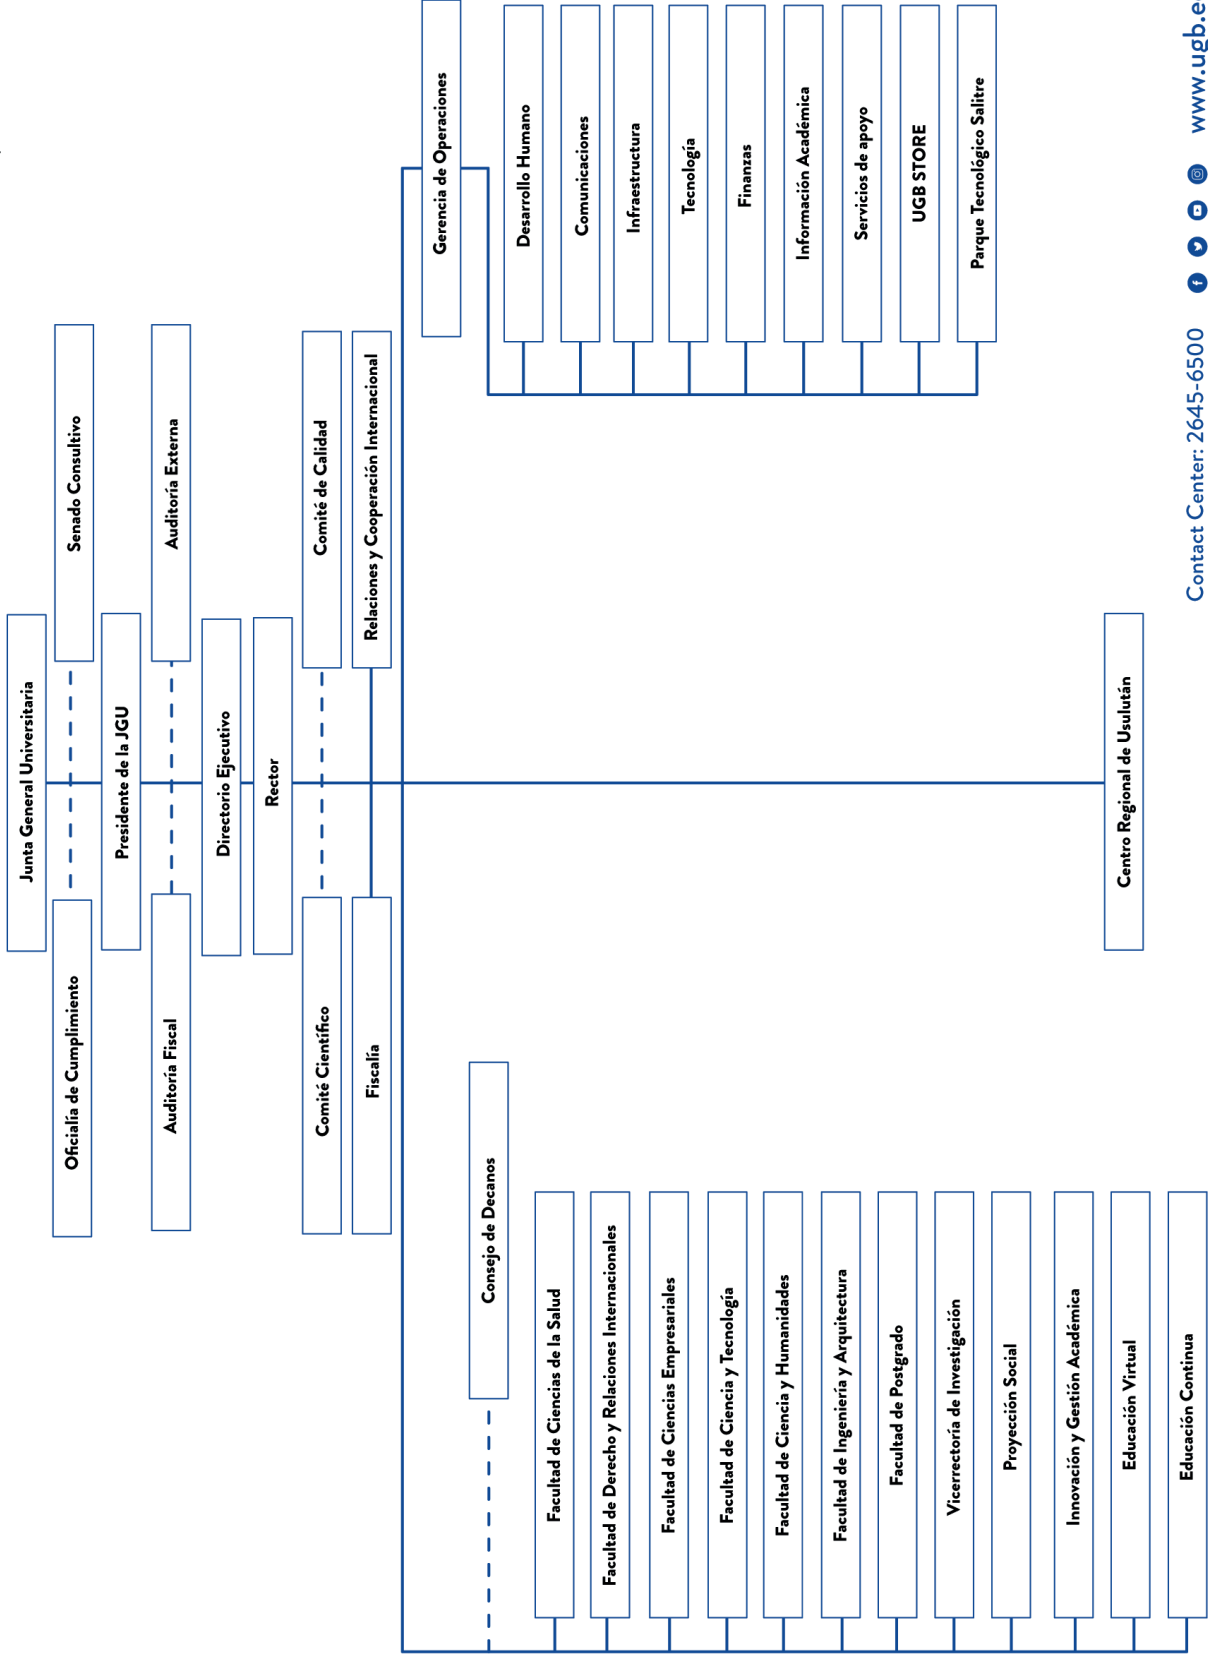 Junta General Universitaria
Oficialía de Cumplimiento
Senado Consultivo
Presidente de la JGU
Auditoría Fiscal
Auditoría Externa
Directorio Ejecutivo
Rector
Comité Científico
Comité de Calidad
Fiscalía
Relaciones y Cooperación Internacional
Consejo de Decanos
Facultad de Ciencias de la Salud
Facultad de Derecho y Relaciones Internacionales
Facultad de Ciencias Empresariales
Facultad de Ciencia y Tecnología
Facultad de Ciencia y Humanidades
Facultad de Ingeniería y Arquitectura
Facultad de Postgrado
Vicerrectoría de Investigación
Proyección Social
Innovación y Gestión Académica
Educación Virtual
Educación Continua
Centro Regional de Usulután
Gerencia de Operaciones
Desarrollo Humano
Comunicaciones
Infraestructura
Tecnología
Finanzas
Información Académica
Servicios de apoyo
UGB STORE
Parque Tecnológico Salitre
Contact Center: 2645-6500 www.ugb.e